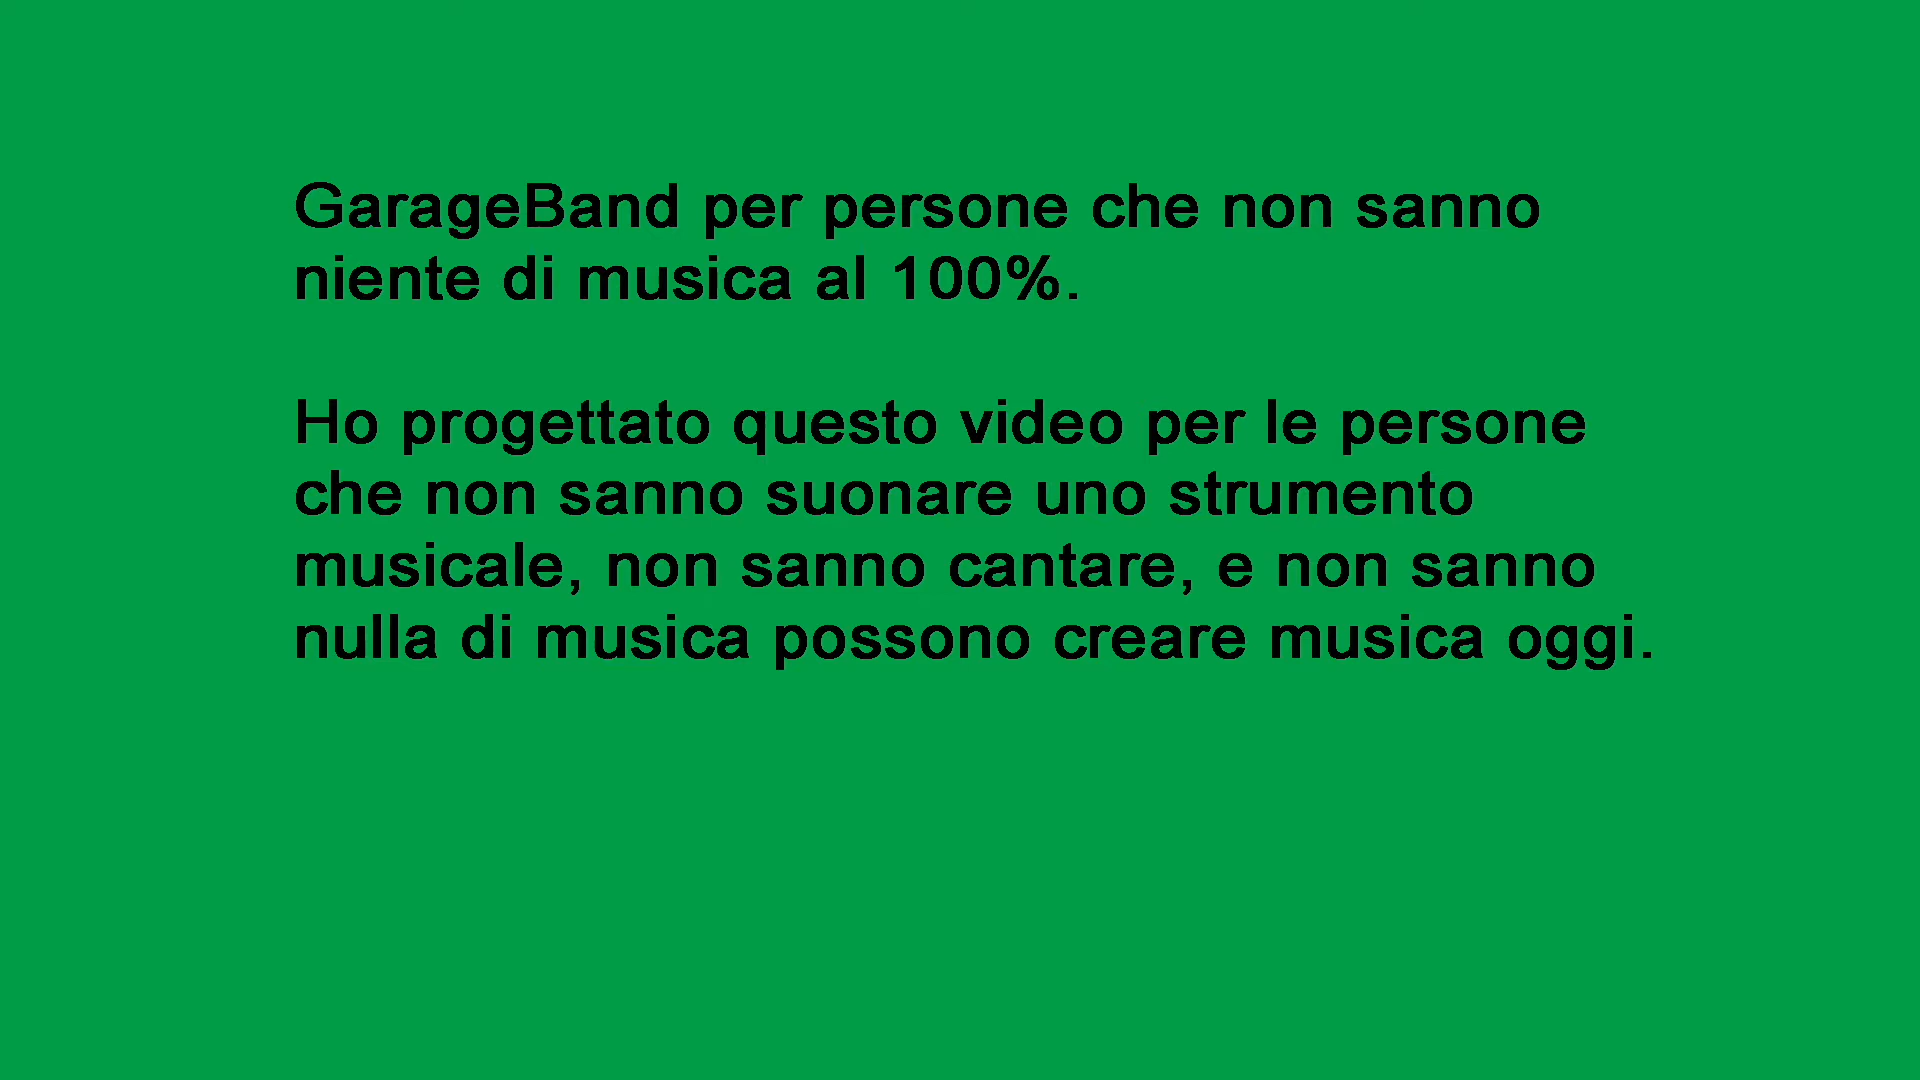 GarageBand per persone che non sanno
niente di musica al 100%.
Ho progettato questo video per le persone
che non sanno suonare uno strumento
musicale, non sanno cantare, e non sanno
nulla di musica possono creare musica oggi.